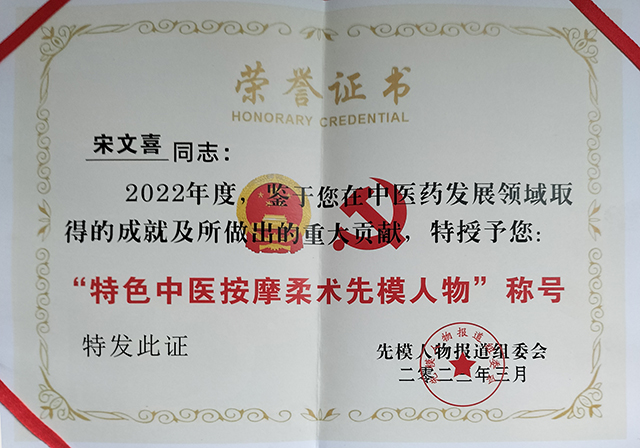 荣誉证书
HONORARY CREDENTIAL
宋文喜 同志：
2022年度，鉴于您在中医药发展领域取
得的成就及所做出的重大贡献，特授予您：
“特色中医按摩柔术先模人物”称号
特发此证
先模人物报道组委会
二零二三年三月